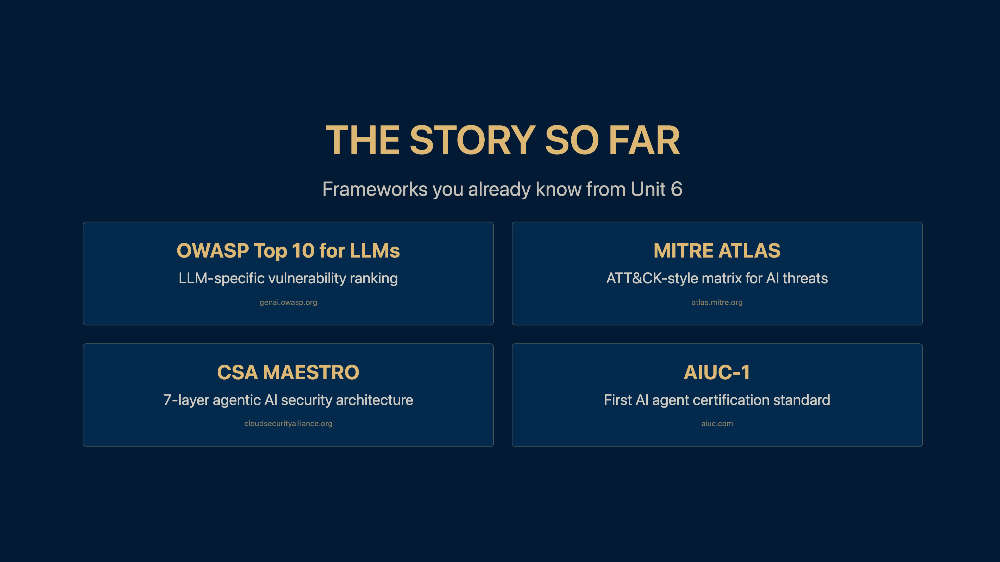 THE STORY SO FAR
Frameworks you already know from Unit 6
OWASP Top 10 for LLMs
LLM-specific vulnerability ranking
genai.owasp.org
MITRE ATLAS
ATT&CK-style matrix for AI threats
atlas.mitre.org
CSA MAESTRO
7-layer agentic AI security architecture
cloudsecurityalliance.org
AIUC-1
First AI agent certification standard
aiuc.com